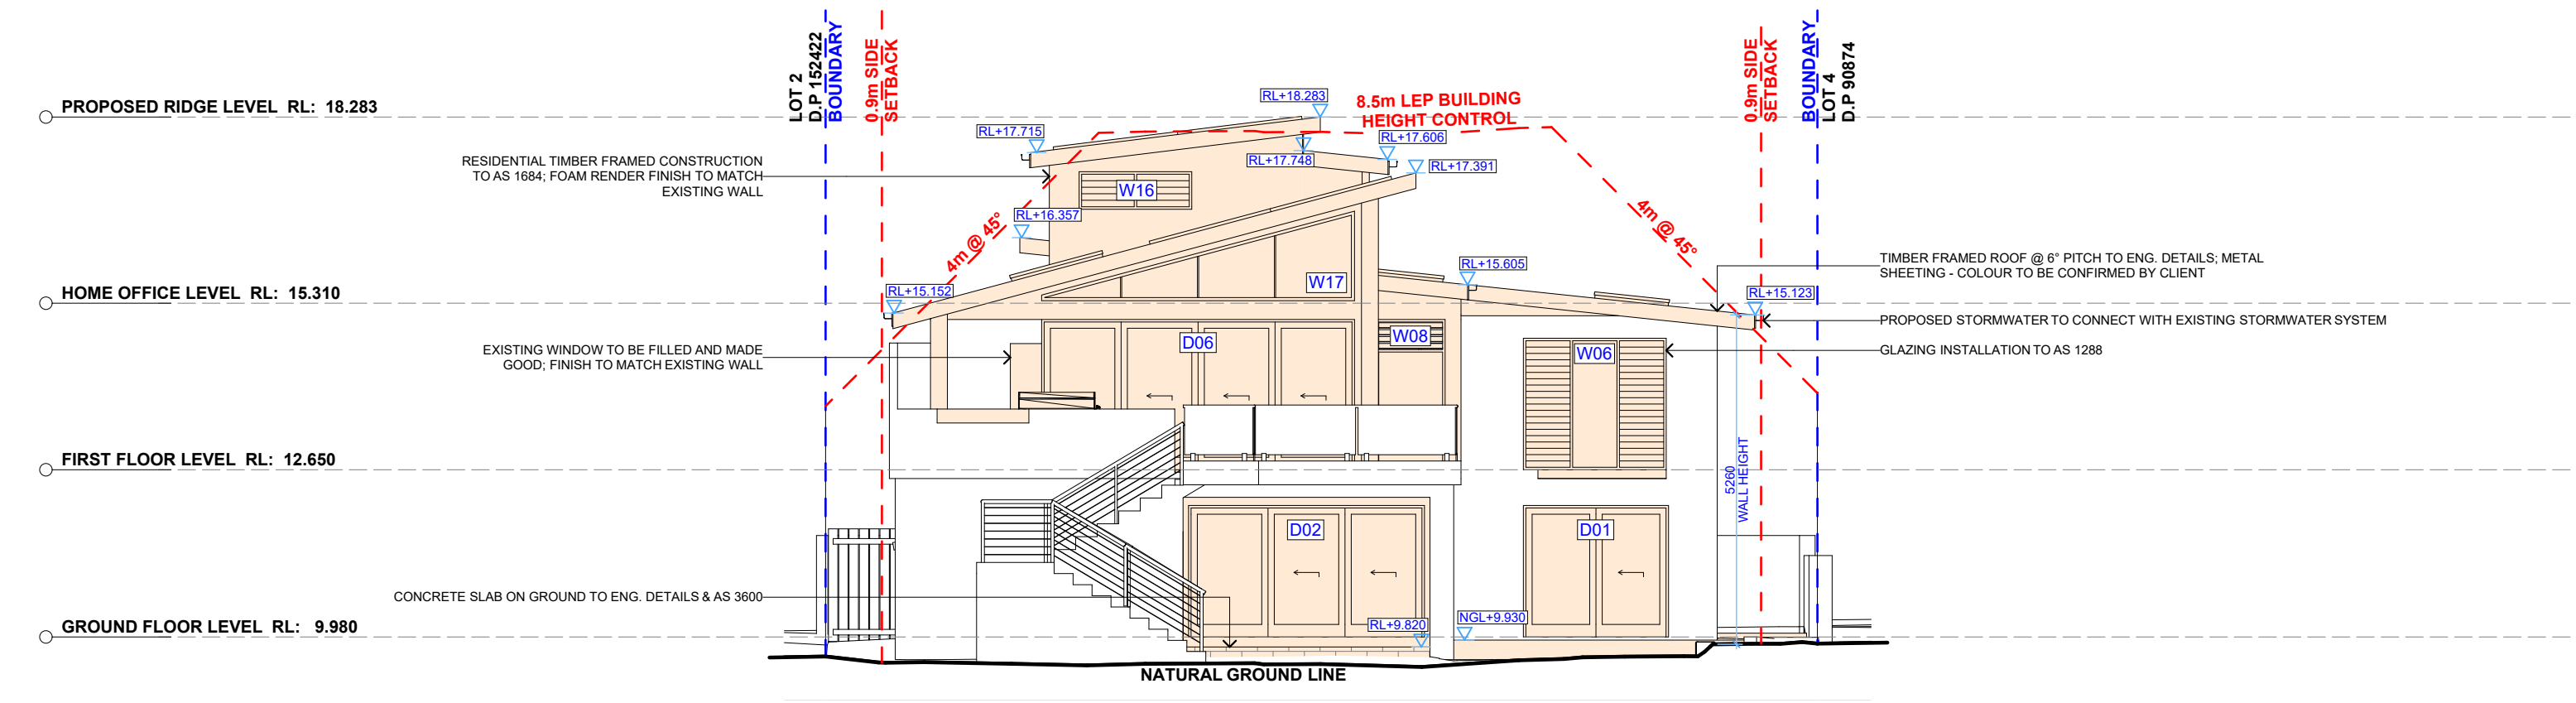 LOT 2
D.P 152422
BOUNDARY
0.9m SIDE
SETBACK
0.9m SIDE
SETBACK
BOUNDARY
LOT 4
D.P 90874
PROPOSED RIDGE LEVEL  RL:  18.283
RL+18.283
8.5m LEP BUILDING
HEIGHT CONTROL
RL+17.715
RL+17.606
RL+17.748
RL+17.391
RESIDENTIAL TIMBER FRAMED CONSTRUCTION
TO AS 1684; FOAM RENDER FINISH TO MATCH
EXISTING WALL
W16
RL+16.357
4m @ 45°
4m @ 45°
TIMBER FRAMED ROOF @ 6° PITCH TO ENG. DETAILS; METAL
SHEETING - COLOUR TO BE CONFIRMED BY CLIENT
RL+15.605
W17
HOME OFFICE LEVEL  RL:  15.310
RL+15.152
RL+15.123
PROPOSED STORMWATER TO CONNECT WITH EXISTING STORMWATER SYSTEM
EXISTING WINDOW TO BE FILLED AND MADE
GOOD; FINISH TO MATCH EXISTING WALL
D06
W08
W06
GLAZING INSTALLATION TO AS 1288
FIRST FLOOR LEVEL  RL:  12.650
5260
WALL HEIGHT
D02
D01
CONCRETE SLAB ON GROUND TO ENG. DETAILS & AS 3600
GROUND FLOOR LEVEL  RL:   9.980
RL+9.820
NGL+9.930
NATURAL GROUND LINE